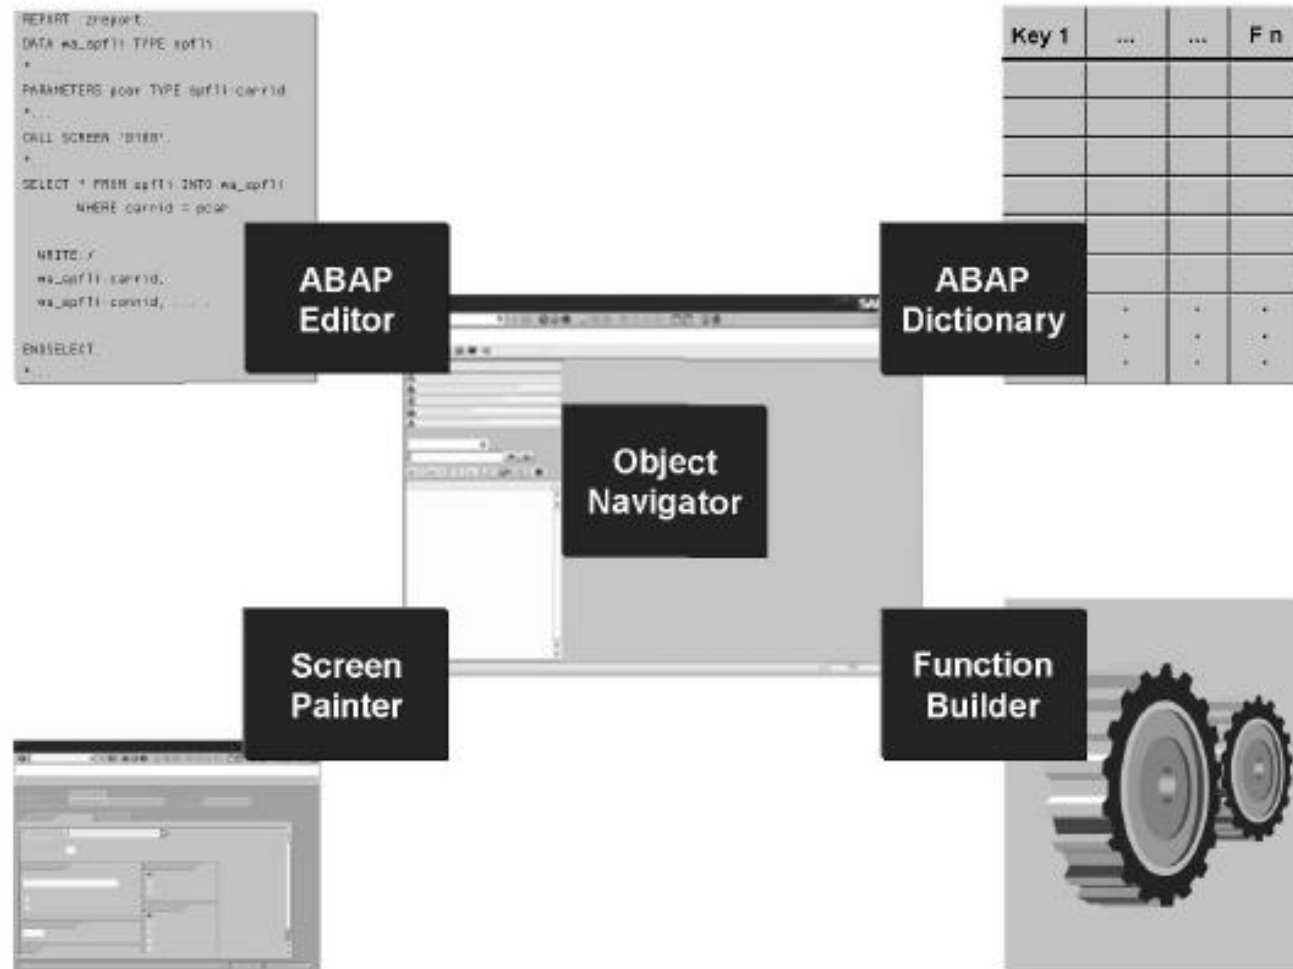 REPORT zreport.
DATA wa_spfli TYPE spfli.
*...
PARAMETERS pcar TYPE spfli-carrid
*...
CALL SCREEN '0100'.
*
SELECT * FROM spfli INTO wa_spfli
WHERE carrid = pcar
WRITE: /
wa_spfli-carrid,
wa_spfli-connid, ... .
ENDSELECT.
*...
ABAP
Editor
Key 1 ... ... F n
ABAP
Dictionary
SAP
Object
Navigator
Screen
Painter
Function
Builder